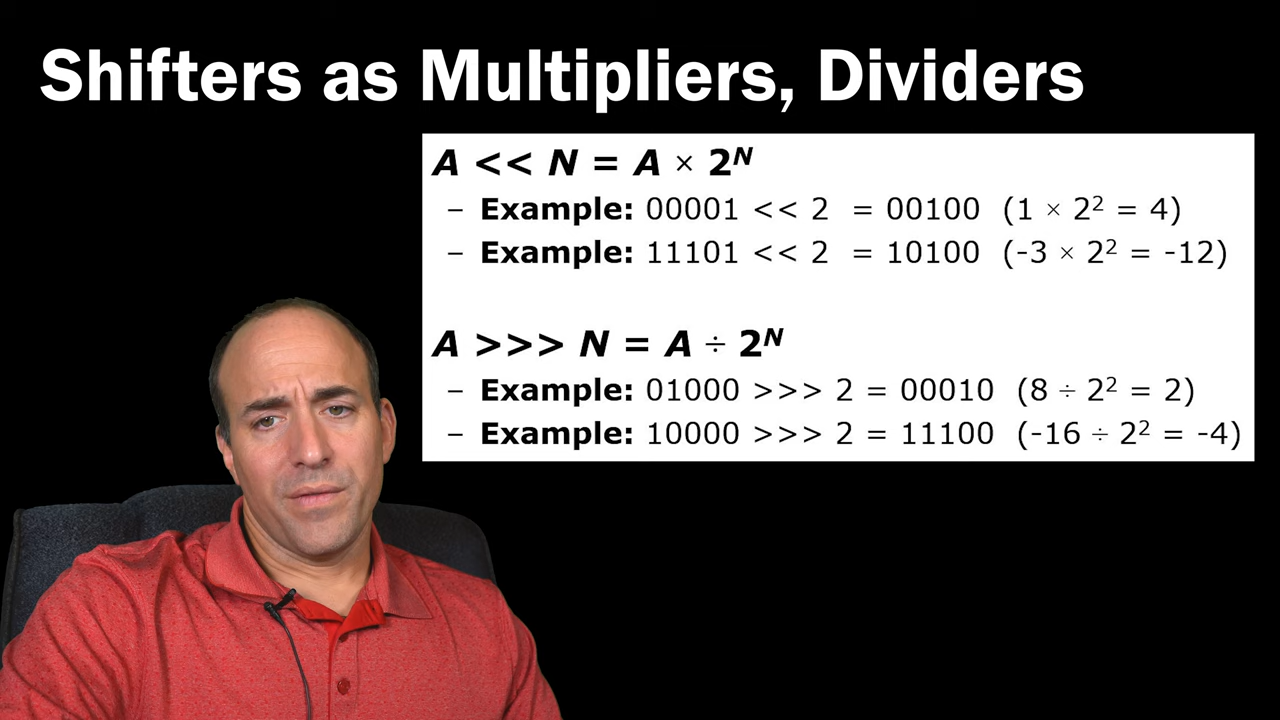 Shifters as Multipliers, Dividers
A << N = A × 2ᴺ
– Example: 00001 << 2 = 00100 (1 × 2² = 4)
– Example: 11101 << 2 = 10100 (-3 × 2² = -12)
A >>> N = A ÷ 2ᴺ
– Example: 01000 >>> 2 = 00010 (8 ÷ 2² = 2)
– Example: 10000 >>> 2 = 11100 (-16 ÷ 2² = -4)